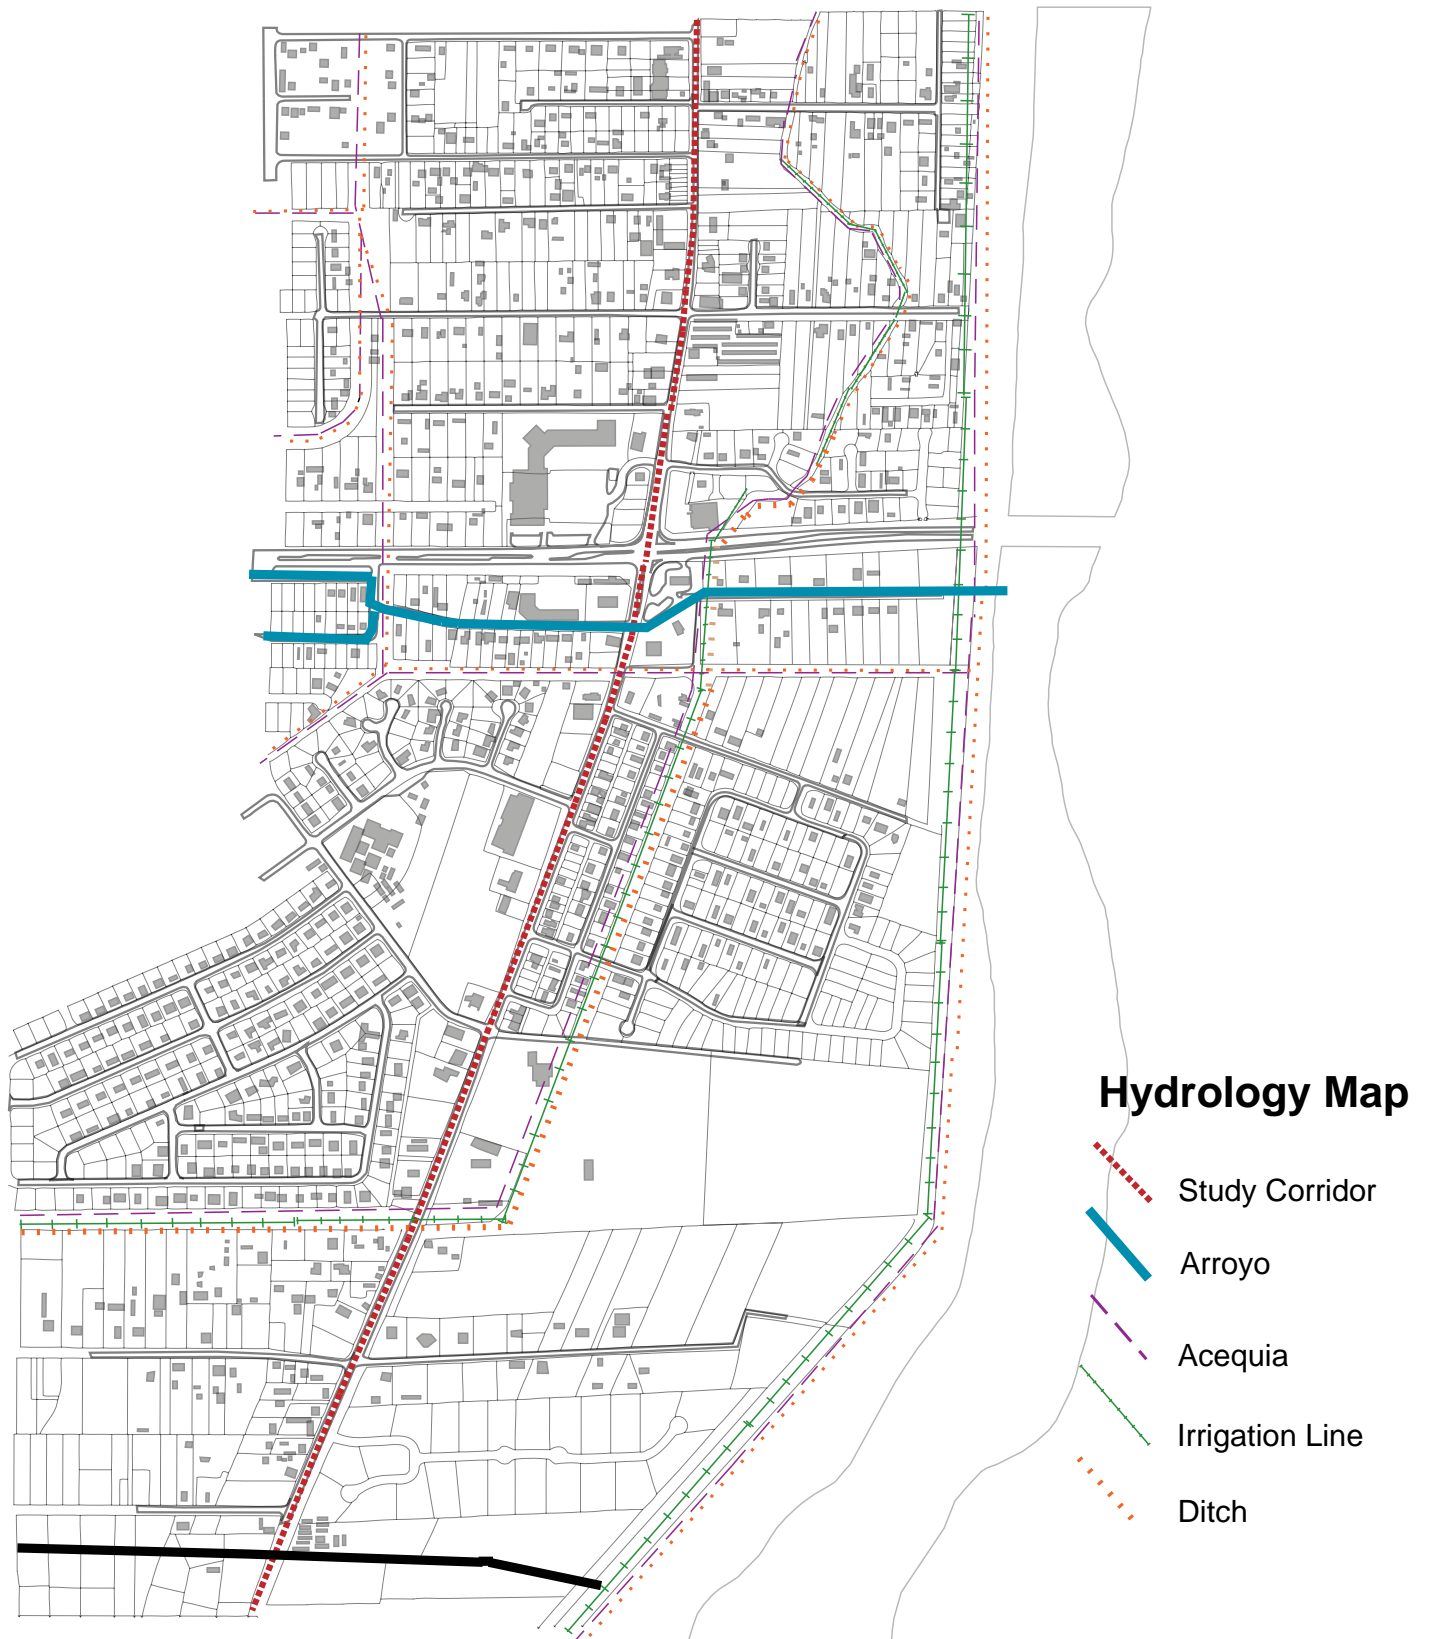 Hydrology Map
Study Corridor
Arroyo
Acequia
Irrigation Line
Ditch